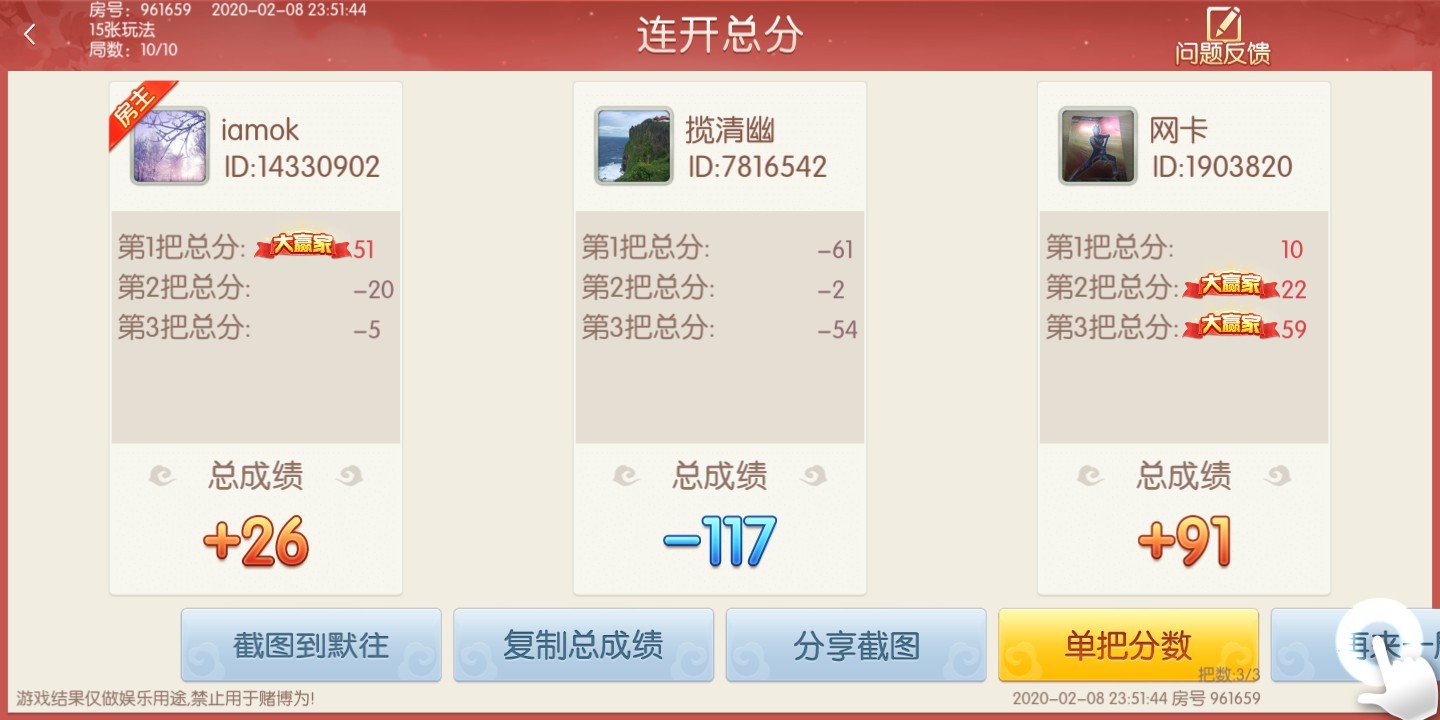 房号：961659 2020-02-08 23:51:44
15张玩法
局数：10/10
连开总分
问题反馈
房主
iamok
ID:14330902
第1把总分: 大赢家 51
第2把总分: -20
第3把总分: -5
总成绩
+26
揽清幽
ID:7816542
第1把总分: -61
第2把总分: -2
第3把总分: -54
总成绩
-117
网卡
ID:1903820
第1把总分: 10
第2把总分: 大赢家 22
第3把总分: 大赢家 59
总成绩
+91
截图到默往
复制总成绩
分享截图
单把分数
把数:3/3
再来一
游戏结果仅做娱乐用途,禁止用于赌博为!
2020-02-08 23:51:44 房号 961659